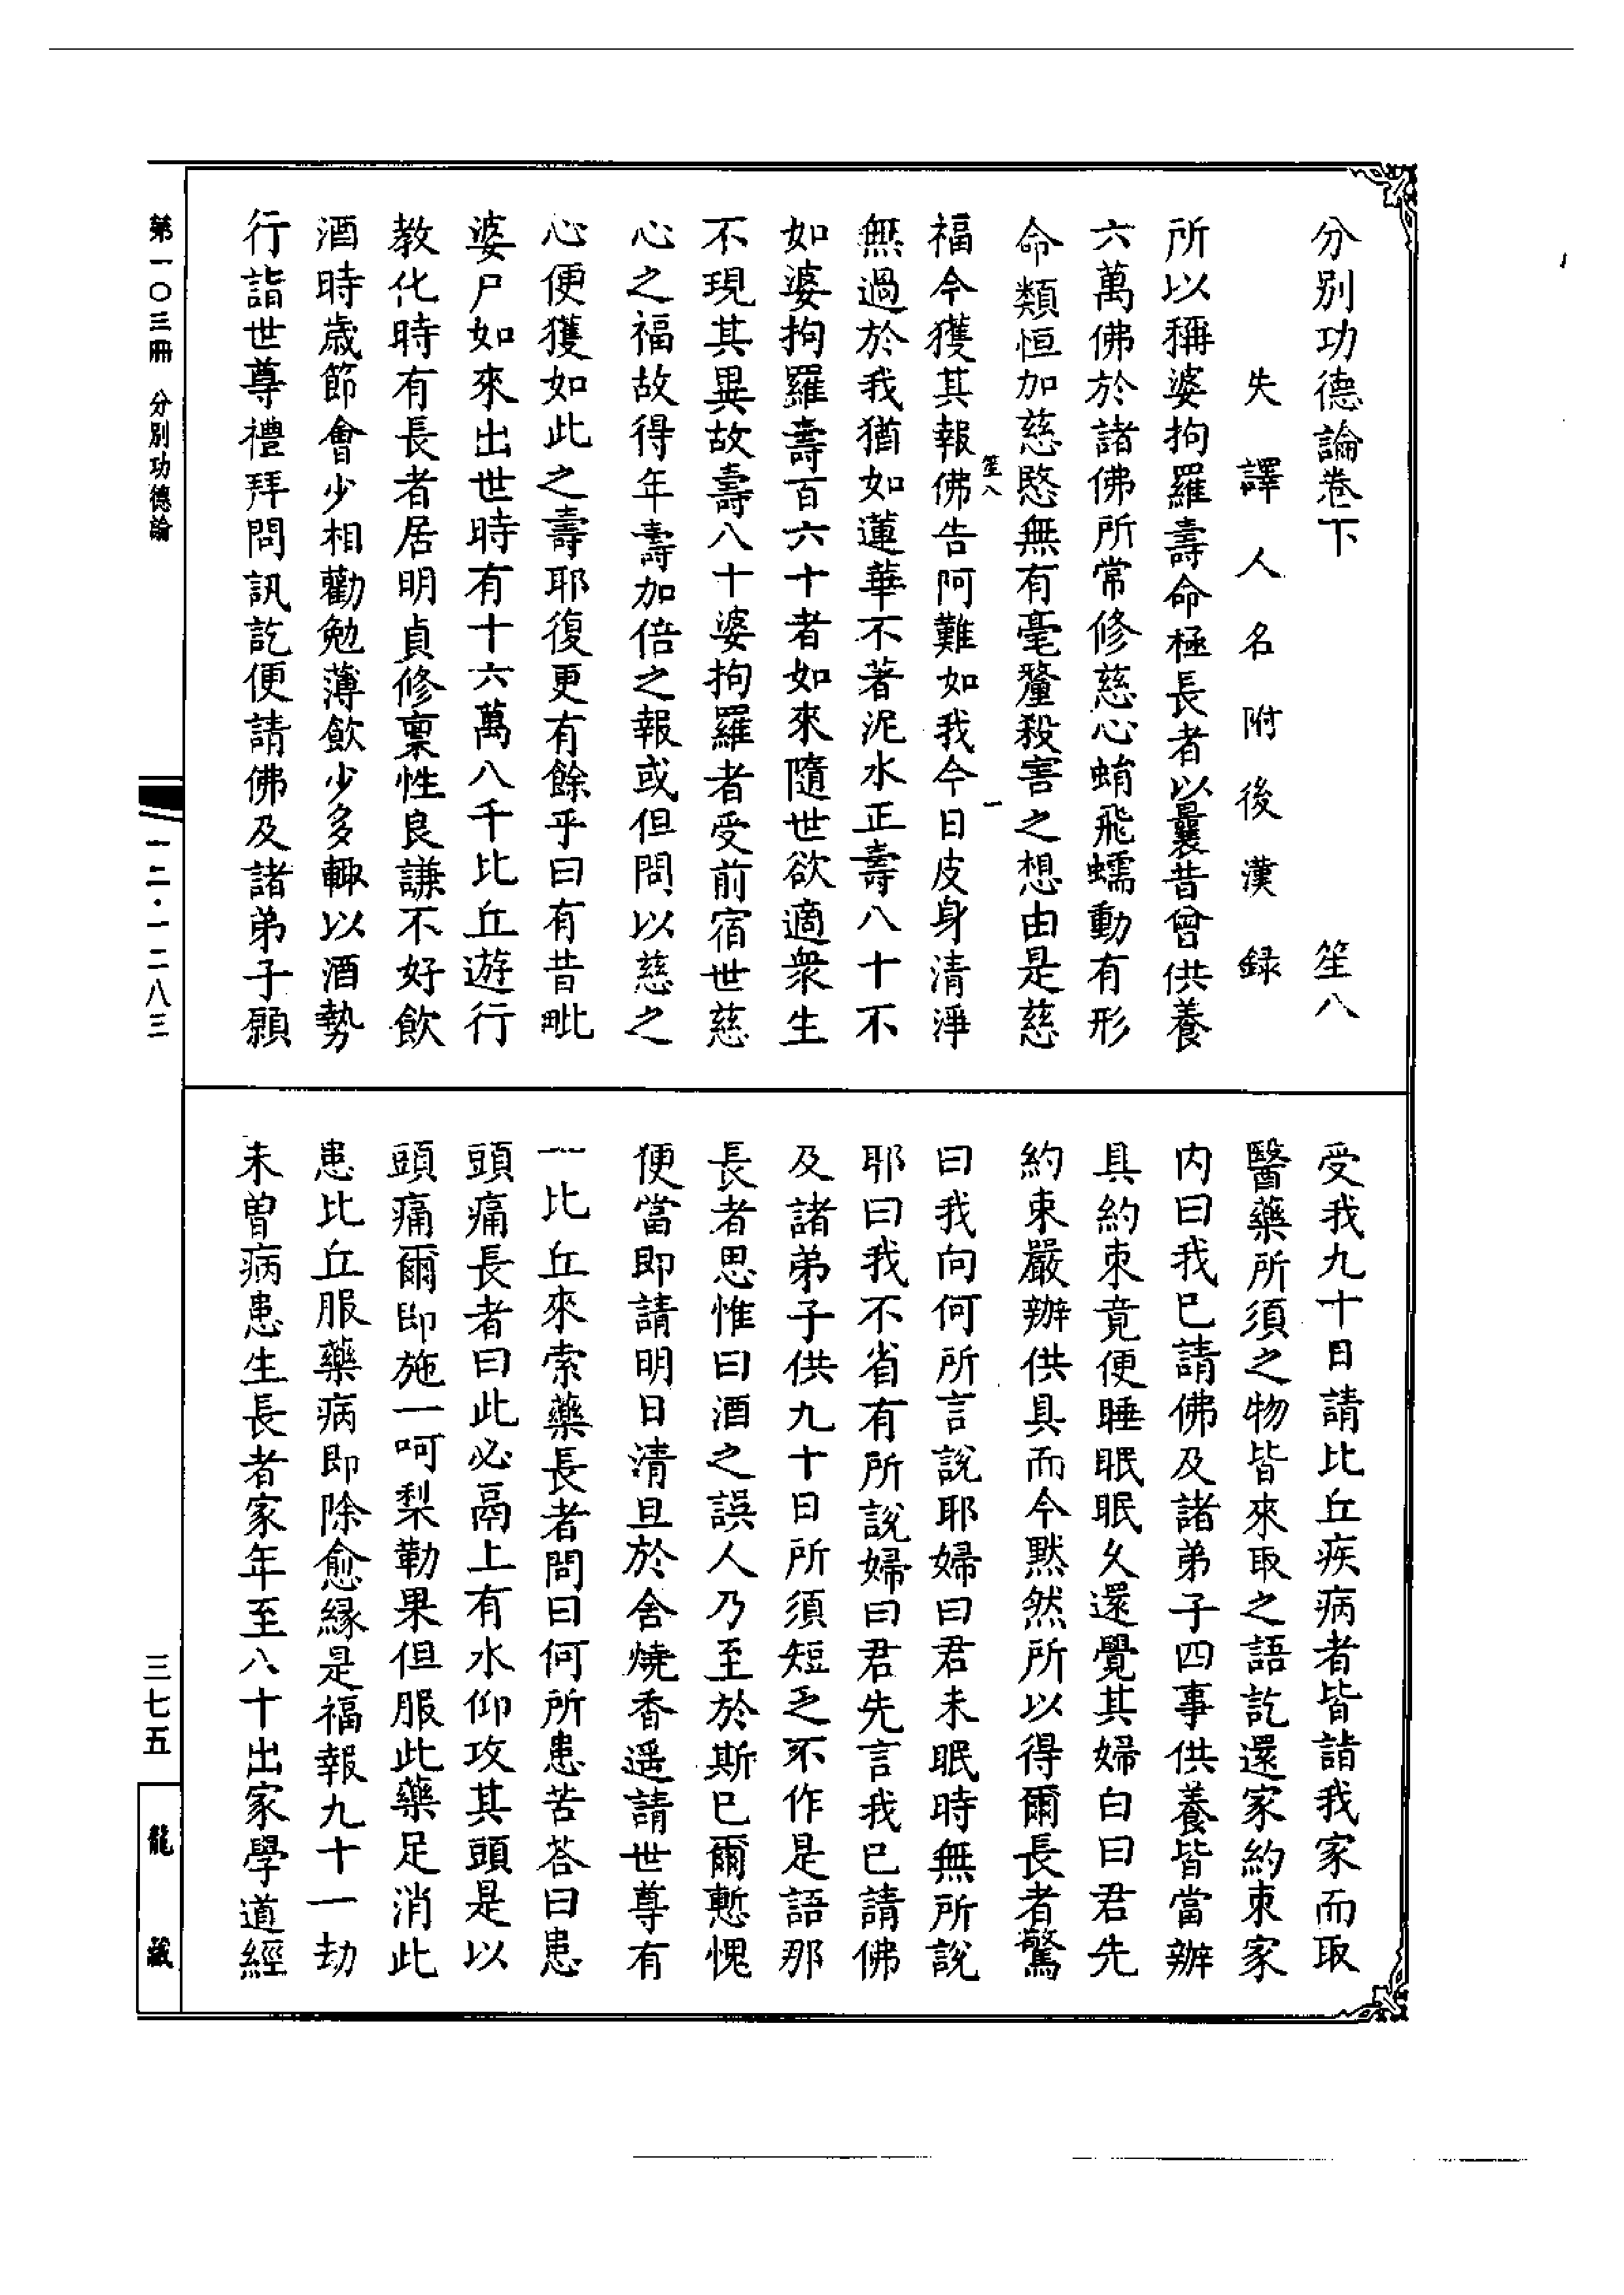 分别功德論卷下　笙八
失譯人名附後漢録
所以稱婆拘羅壽命極長者以曩昔曾供養
六萬佛於諸佛所常修慈心蛕飛蠕動有形
命類恒加慈愍無有毫釐殺害之想由是慈
笙八　一
福今獲其報佛告阿難如我今日皮身清淨
無過於我猶如蓮華不著泥水正壽八十不
如婆拘羅壽百六十者如來隨世欲適衆生
不現其異故壽八十婆拘羅者受前宿世慈
心之福故得年壽加倍之報或但問以慈之
心便獲如此之壽耶復更有餘乎曰有昔毗
婆尸如來出世時有十六萬八千比丘遊行
教化時有長者居明貞修稟性良謙不好飲
酒時歳節會少相勸勉薄飲少多輙以酒勢
行詣世尊禮拜問訊訖便請佛及諸弟子願
受我九十日請比丘疾病者皆詣我家而取
醫藥所須之物皆來取之語訖還家約束家
内曰我已請佛及諸弟子四事供養皆當辦
具約束竟便睡眠眠久還覺其婦白曰君先
約束嚴辦供具而今默然所以得爾長者驚
曰我向何所言說耶婦曰君未眠時無所說
耶曰我不省有所說婦曰君先言我已請佛
及諸弟子供九十日所須短乏不作是語那
長者思惟曰酒之誤人乃至於斯已爾慙愧
便當即請明日清旦於舍燒香遥請世尊有
一比丘來索藥長者問曰何所患苦荅曰患
頭痛長者曰此必鬲上有水仰攻其頭是以
頭痛爾即施一呵梨勒果但服此藥足消此
患比丘服藥病即除愈緣是福報九十一劫
未曽病患生長者家年至八十出家學道經
第一〇三冊　分别功德論
一二·一二八三
三七五
龍藏